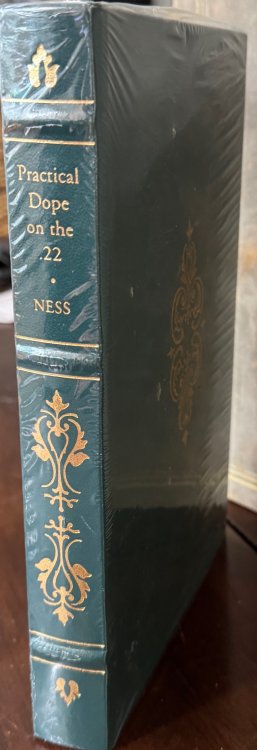 Practical
Dope
on the
.22
•
NESS